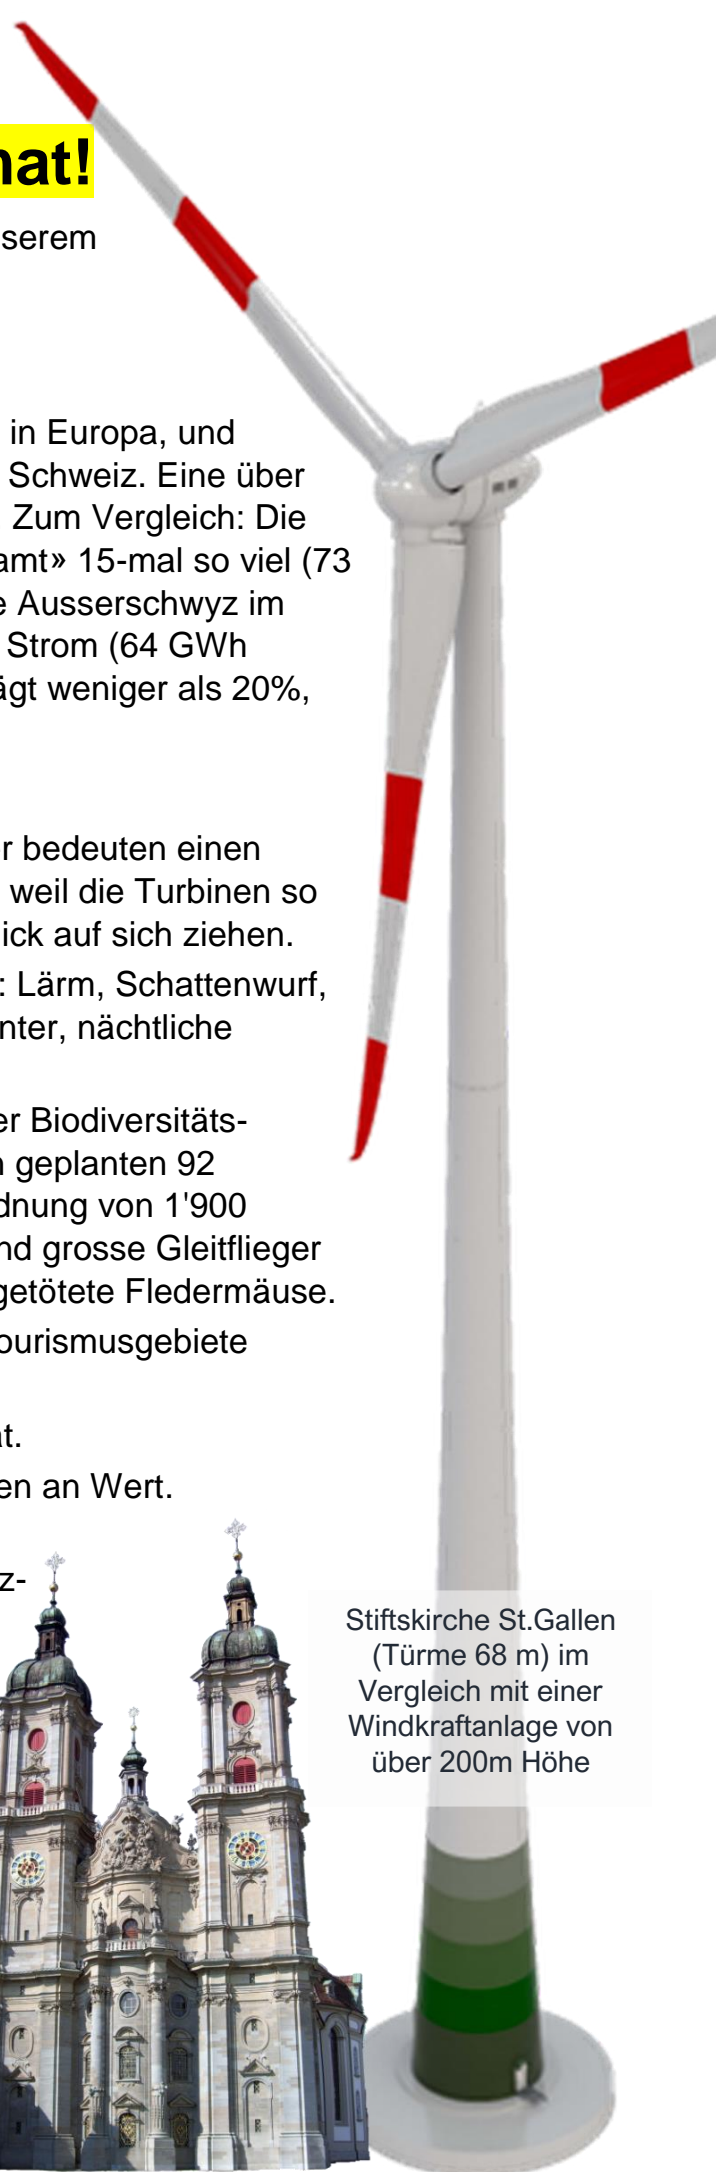 nat!
serem
in Europa, und
Schweiz. Eine über
Zum Vergleich: Die
amt» 15-mal so viel (73
e Ausserschwyz im
Strom (64 GWh
ägt weniger als 20%,
r bedeuten einen
weil die Turbinen so
ick auf sich ziehen.
: Lärm, Schattenwurf,
nter, nächtliche
er Biodiversitäts-
n geplanten 92
dnung von 1'900
nd grosse Gleitflieger
getötete Fledermäuse.
ourismusgebiete
at.
en an Wert.
z-
Stiftskirche St.Gallen
(Türme 68 m) im
Vergleich mit einer
Windkraftanlage von
über 200m Höhe